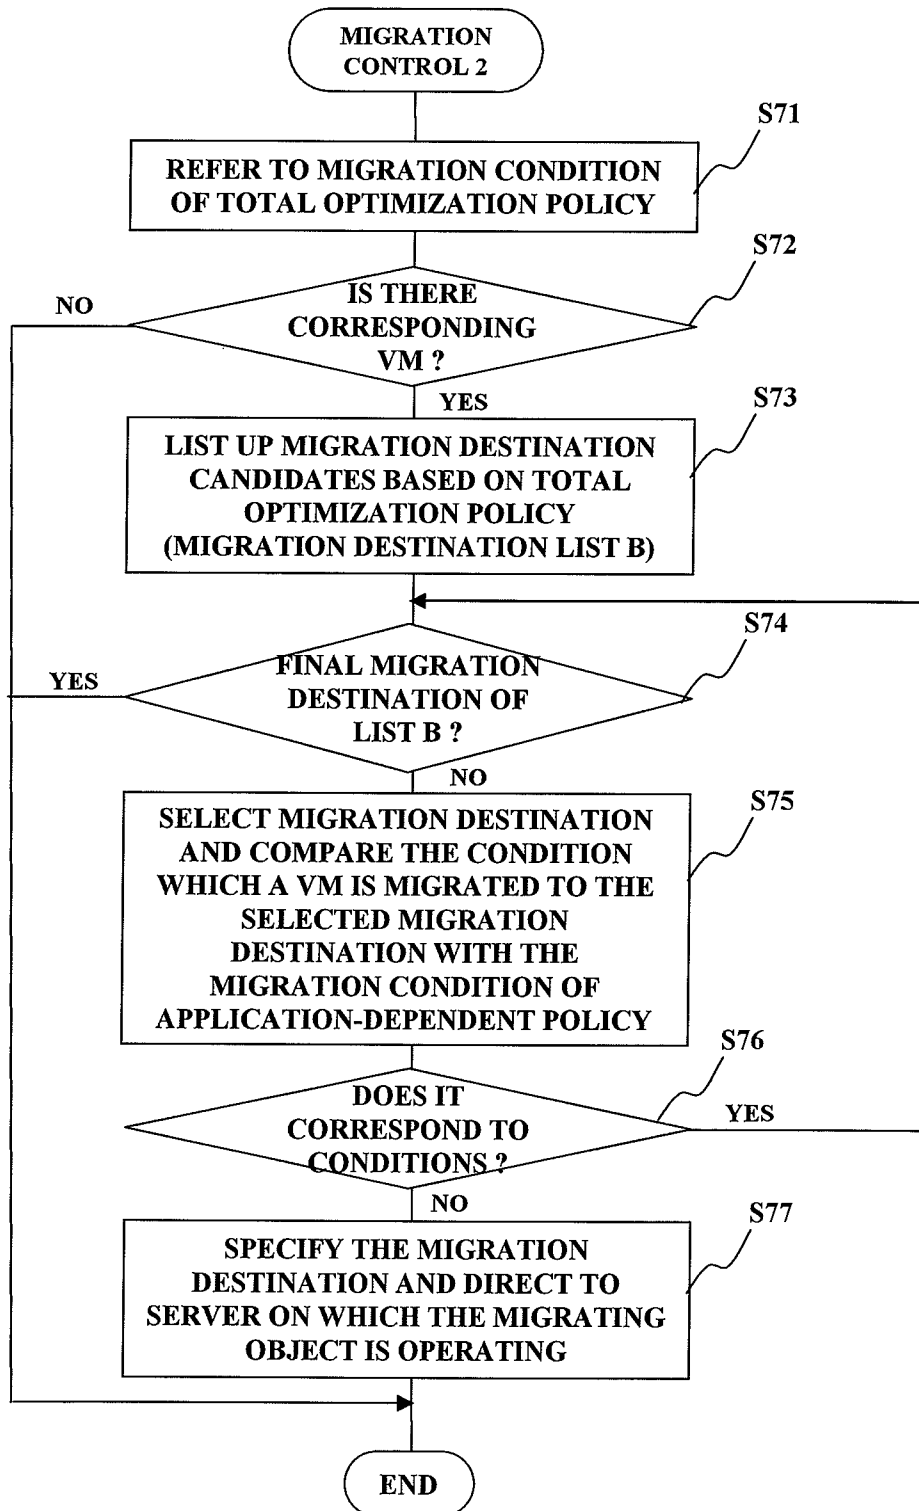 MIGRATION
CONTROL 2
S71
REFER TO MIGRATION CONDITION
OF TOTAL OPTIMIZATION POLICY
S72
IS THERE
CORRESPONDING
VM ?
NO
YES
S73
LIST UP MIGRATION DESTINATION
CANDIDATES BASED ON TOTAL
OPTIMIZATION POLICY
(MIGRATION DESTINATION LIST B)
S74
FINAL MIGRATION
DESTINATION OF
LIST B ?
YES
NO
S75
SELECT MIGRATION DESTINATION
AND COMPARE THE CONDITION
WHICH A VM IS MIGRATED TO THE
SELECTED MIGRATION
DESTINATION WITH THE
MIGRATION CONDITION OF
APPLICATION-DEPENDENT POLICY
S76
DOES IT
CORRESPOND TO
CONDITIONS ?
YES
NO
S77
SPECIFY THE MIGRATION
DESTINATION AND DIRECT TO
SERVER ON WHICH THE MIGRATING
OBJECT IS OPERATING
END